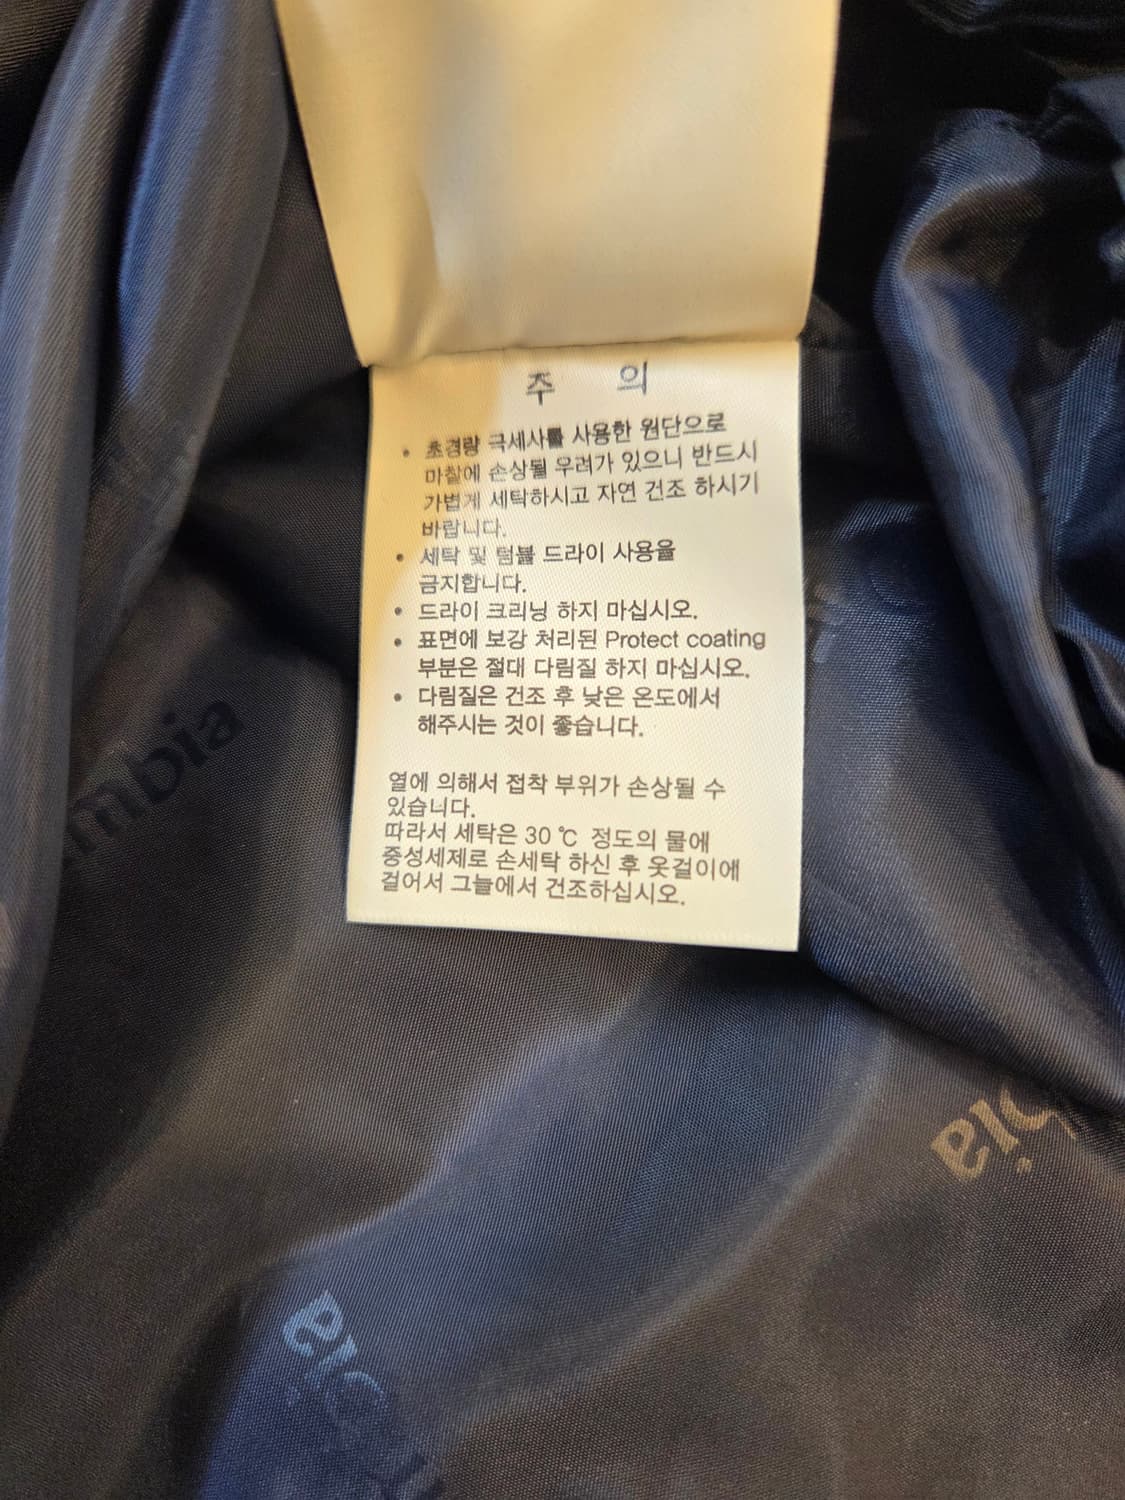 주 의
• 초경량 극세사를 사용한 원단으로
마찰에 손상될 우려가 있으니 반드시
가볍게 세탁하시고 자연 건조 하시기
바랍니다.
• 세탁 및 텀블 드라이 사용을
금지합니다.
• 드라이 크리닝 하지 마십시오.
• 표면에 보강 처리된 Protect coating
부분은 절대 다림질 하지 마십시오.
• 다림질은 건조 후 낮은 온도에서
해주시는 것이 좋습니다.
열에 의해서 접착 부위가 손상될 수
있습니다.
따라서 세탁은 30 ℃ 정도의 물에
중성세제로 손세탁 하신 후 옷걸이에
걸어서 그늘에서 건조하십시오.
mbia
bia